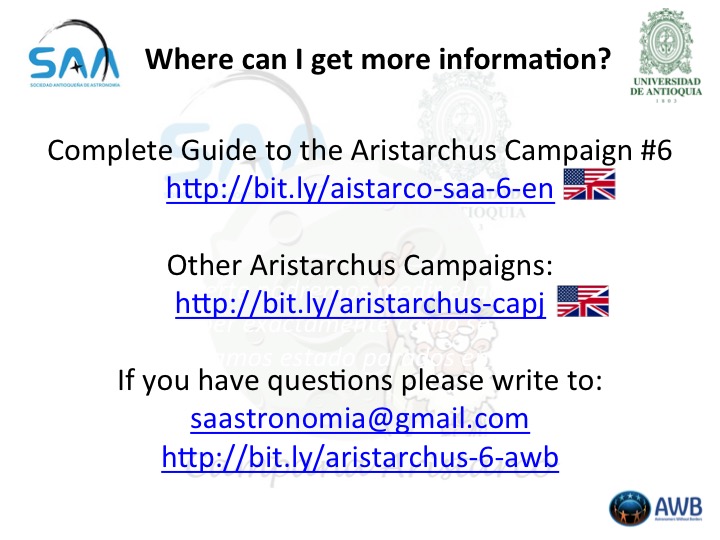 SAA
SOCIEDAD ANTIOQUEÑA DE ASTRONOMÍA
Where can I get more information?
UNIVERSIDAD
DE ANTIOQUIA
1803
Complete Guide to the Aristarchus Campaign #6
http://bit.ly/aistarco-saa-6-en
Other Aristarchus Campaigns:
http://bit.ly/aristarchus-capj
If you have questions please write to:
saastronomia@gmail.com
http://bit.ly/aristarchus-6-awb
AWB
Astronomers Without Borders